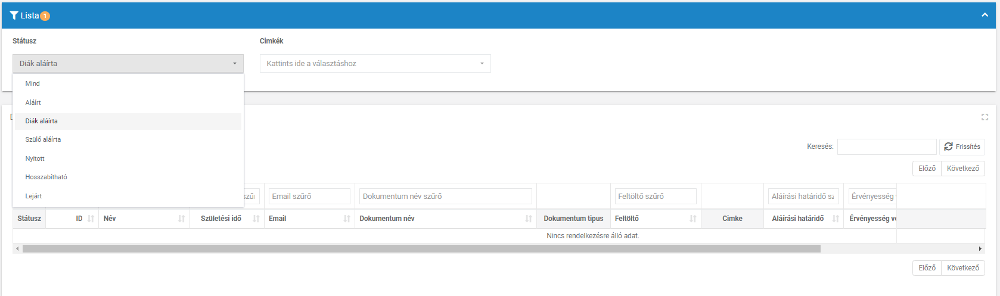 Lista 1
Státusz
Cimkék
Diák aláírta
Kattints ide a választáshoz
Mind
Aláírt
Diák aláírta
Szülő aláírta
Nyitott
Hosszabítható
Lejárt
Keresés:
Frissítés
Előző
Következő
Email szűrő
Dokumentum név szűrő
Feltöltő szűrő
Aláírási határidő
Érvényesség
Státusz
ID
Név
Születési idő
Email
Dokumentum név
Dokumentum tipus
Feltöltő
Cimke
Aláírási határidő
Érvényesség
Nincs rendelkezésre álló adat.
Előző
Következő